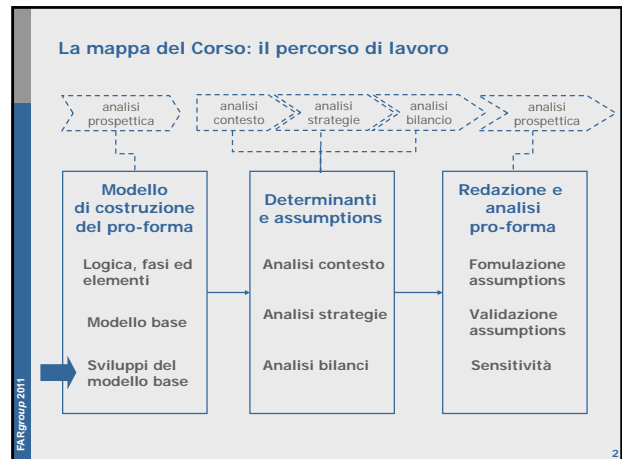 La mappa del Corso: il percorso di lavoro
analisi
prospettica
analisi
contesto
analisi
strategie
analisi
bilancio
analisi
prospettica
Modello
di costruzione
del pro-forma
Logica, fasi ed
elementi
Modello base
Sviluppi del
modello base
Determinanti
e assumptions
Analisi contesto
Analisi strategie
Analisi bilanci
Redazione e
analisi
pro-forma
Fomulazione
assumptions
Validazione
assumptions
Sensitività
FARgroup 2011
2